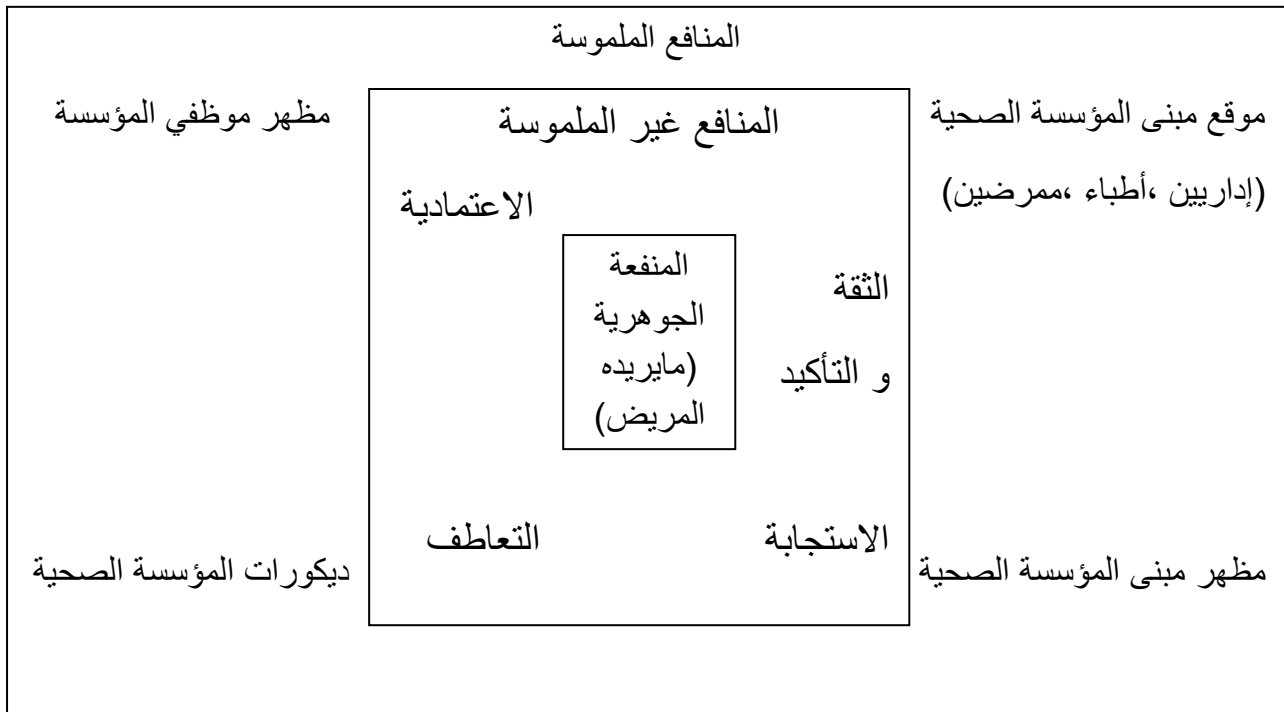 المنافع الملموسة
موقع مبنى المؤسسة الصحية
مظهر موظفي المؤسسة
(إداريين ،أطباء ،ممرضين)
المنافع غير الملموسة
الاعتمادية
الثقة
و التأكيد
المنفعة
الجوهرية
(مايريده
المريض)
الاستجابة
التعاطف
مظهر مبنى المؤسسة الصحية
ديكورات المؤسسة الصحية